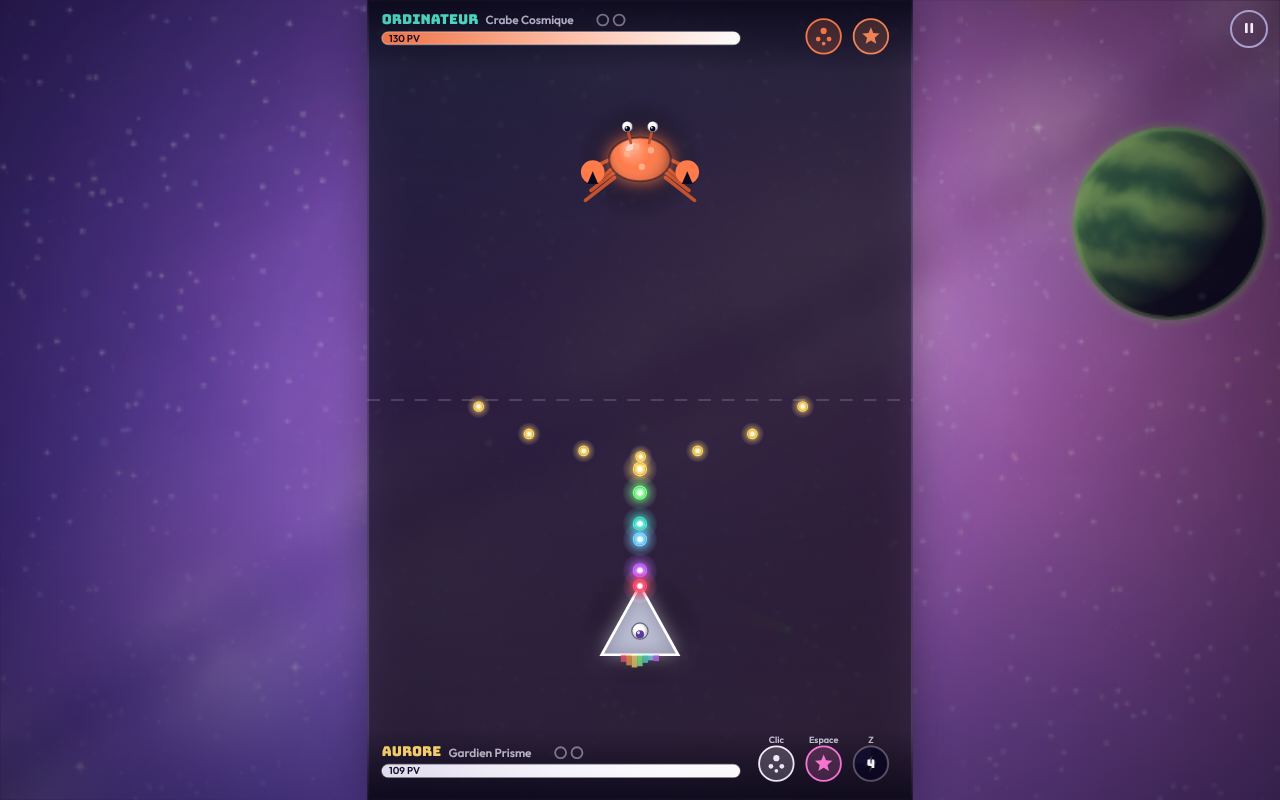 ORDINATEUR Crabe Cosmique
130 PV
Clic Espace Z
AURORE Gardien Prisme
4
109 PV